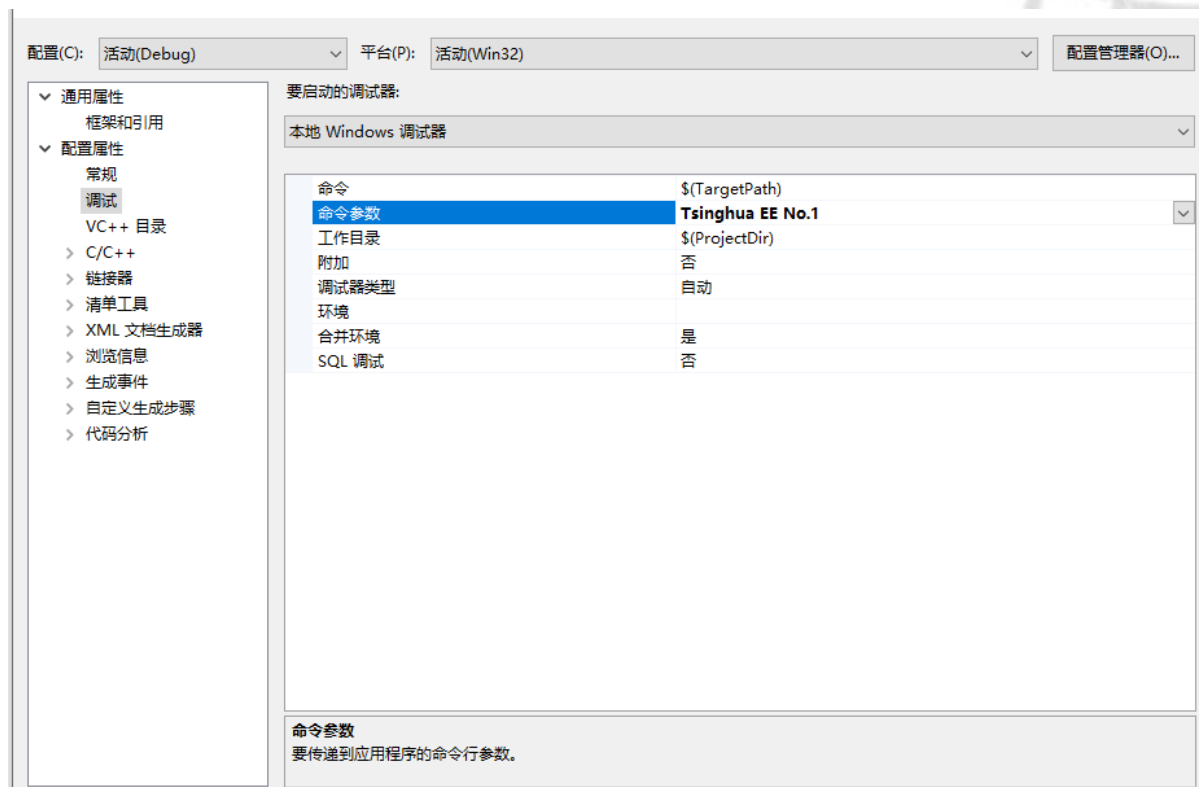 配置(C): 活动(Debug) 平台(P): 活动(Win32) 配置管理器(O)...
通用属性
框架和引用
配置属性
常规
调试
VC++ 目录
C/C++
链接器
清单工具
XML 文档生成器
浏览信息
生成事件
自定义生成步骤
代码分析
要启动的调试器:
本地 Windows 调试器
命令 $(TargetPath)
命令参数 Tsinghua EE No.1
工作目录 $(ProjectDir)
附加 否
调试器类型 自动
环境
合并环境 是
SQL 调试 否
命令参数
要传递到应用程序的命令行参数。